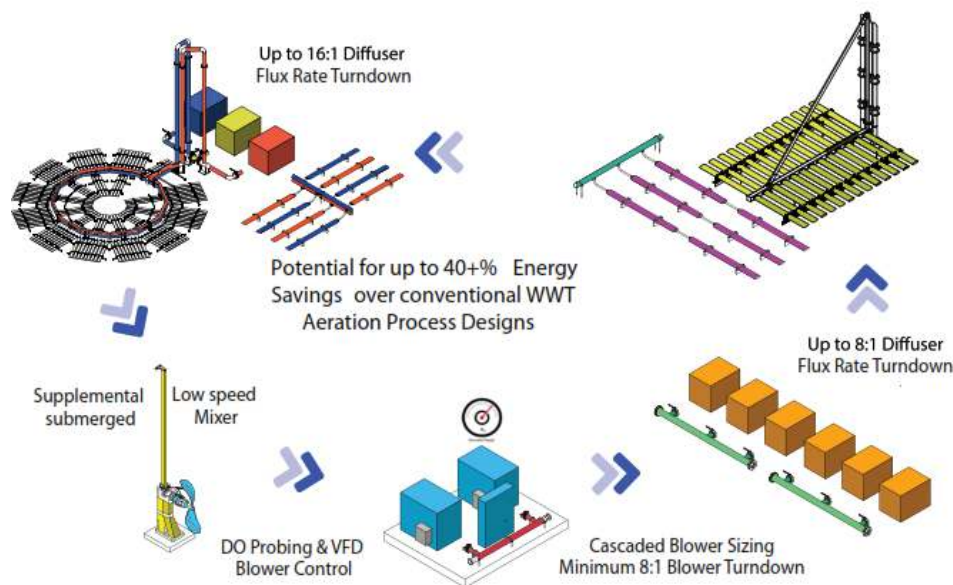 Up to 16:1 Diffuser
Flux Rate Turndown
Potential for up to 40+% Energy
Savings over conventional WWT
Aeration Process Designs
Up to 8:1 Diffuser
Flux Rate Turndown
Supplemental
submerged
Low speed
Mixer
DO Probing & VFD
Blower Control
Cascaded Blower Sizing
Minimum 8:1 Blower Turndown